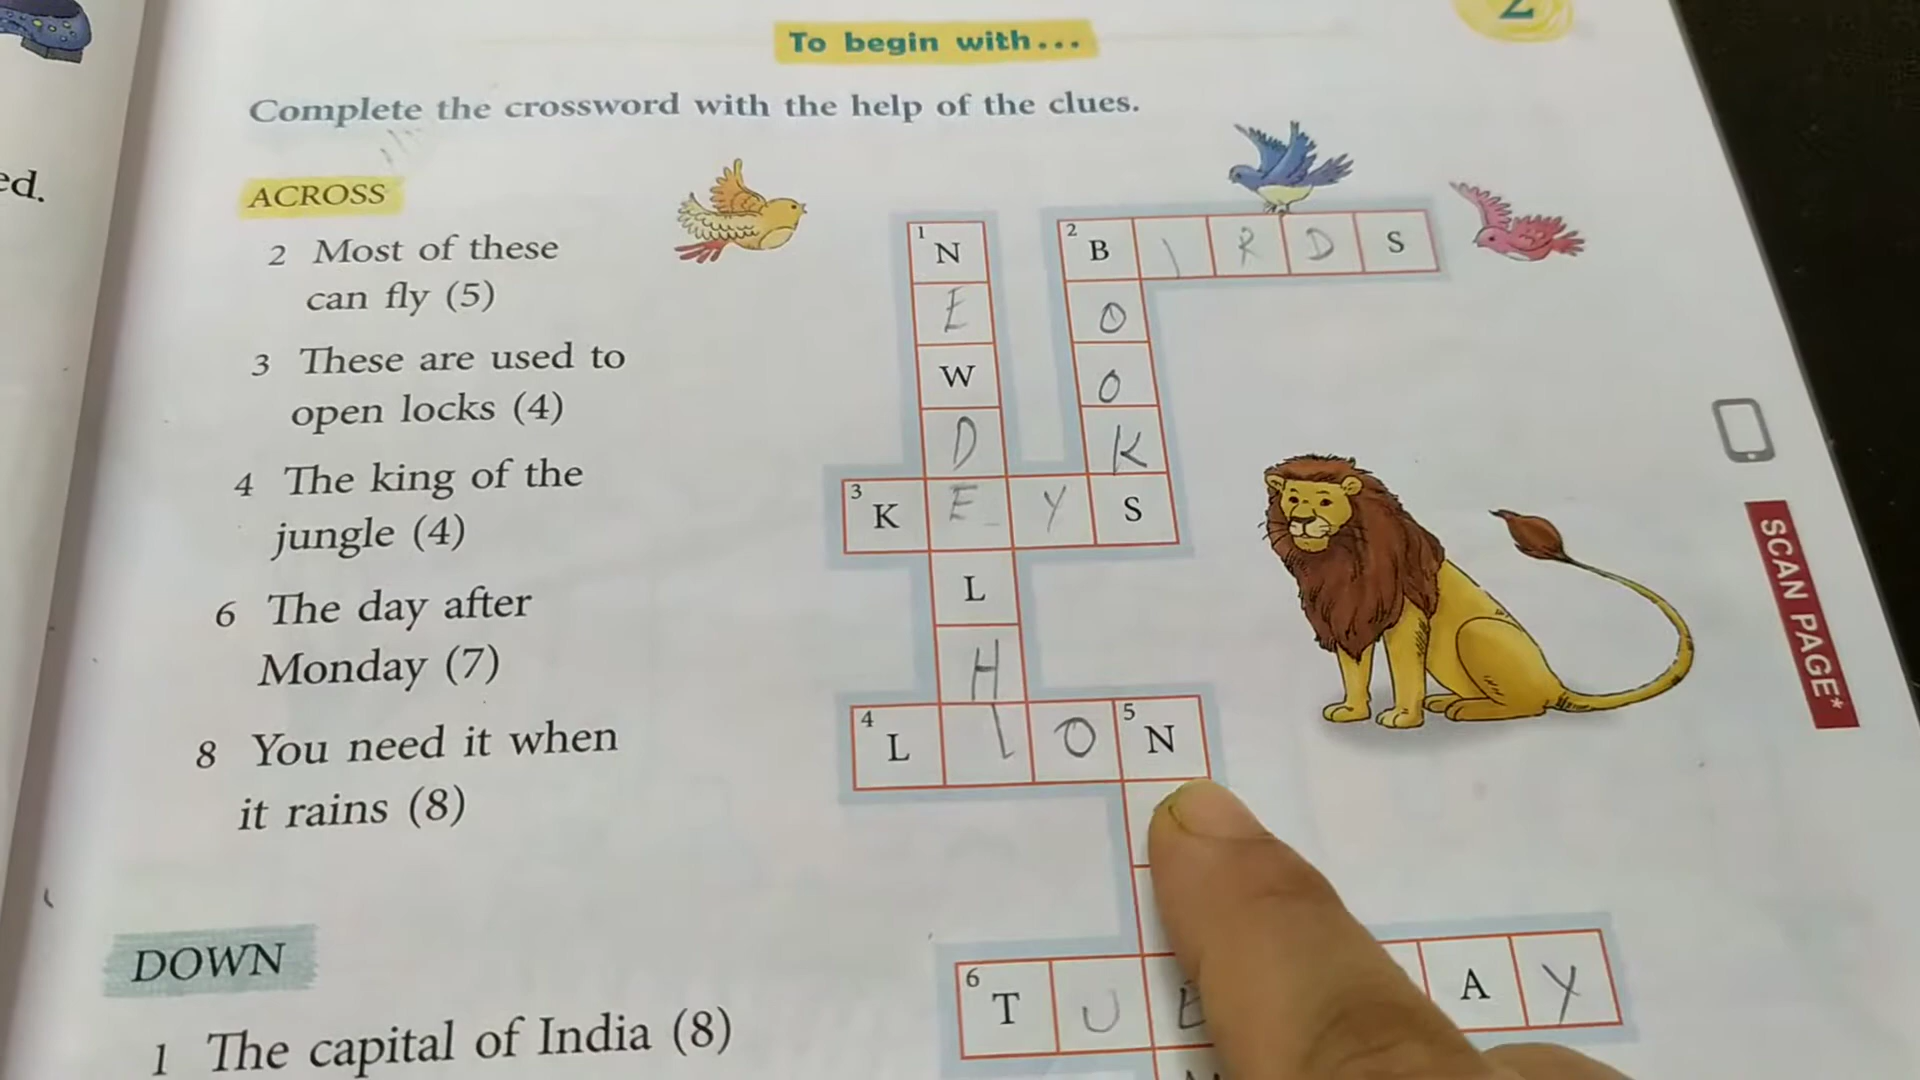 2
To begin with...
Complete the crossword with the help of the clues.
ed.
ACROSS
2 Most of these
can fly (5)
3 These are used to
open locks (4)
4 The king of the
jungle (4)
6 The day after
Monday (7)
8 You need it when
it rains (8)
DOWN
1 The capital of India (8)
1 N
E
W
D
E
L
H
I
2 B I R D S
O
O
K
S
3 K E Y S
4 L I O 5 N
6 T U E A Y
SCAN PAGE*